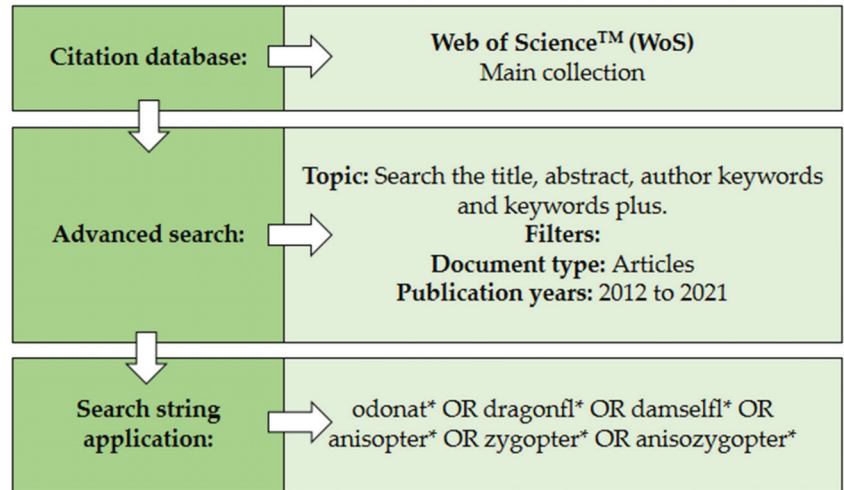 Citation database:
Web of Science™ (WoS)
Main collection
Advanced search:
Topic: Search the title, abstract, author keywords
and keywords plus.
Filters:
Document type: Articles
Publication years: 2012 to 2021
Search string
application:
odonat* OR dragonfl* OR damselfl* OR
anisopter* OR zygopter* OR anisozygopter*